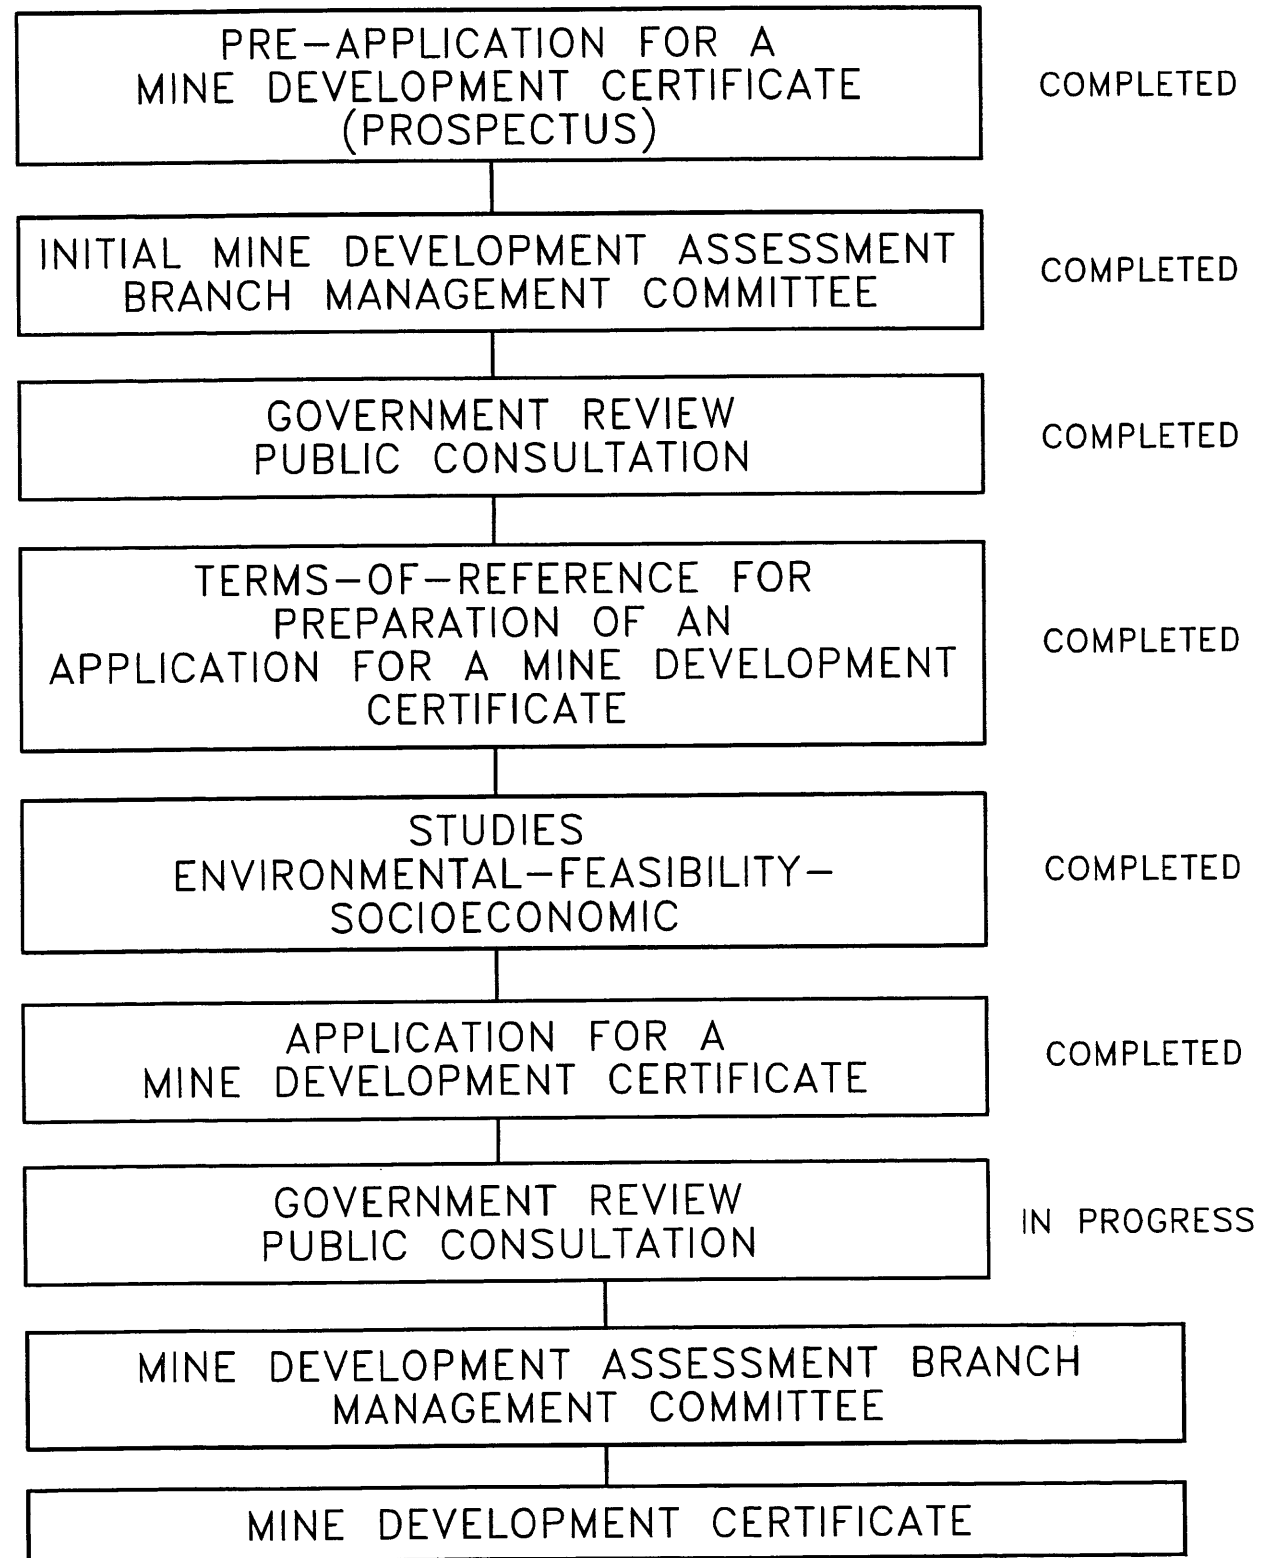 PRE-APPLICATION FOR A
MINE DEVELOPMENT CERTIFICATE
(PROSPECTUS)
COMPLETED
INITIAL MINE DEVELOPMENT ASSESSMENT
BRANCH MANAGEMENT COMMITTEE
COMPLETED
GOVERNMENT REVIEW
PUBLIC CONSULTATION
COMPLETED
TERMS-OF-REFERENCE FOR
PREPARATION OF AN
APPLICATION FOR A MINE DEVELOPMENT
CERTIFICATE
COMPLETED
STUDIES
ENVIRONMENTAL-FEASIBILITY-
SOCIOECONOMIC
COMPLETED
APPLICATION FOR A
MINE DEVELOPMENT CERTIFICATE
COMPLETED
GOVERNMENT REVIEW
PUBLIC CONSULTATION
IN PROGRESS
MINE DEVELOPMENT ASSESSMENT BRANCH
MANAGEMENT COMMITTEE
MINE DEVELOPMENT CERTIFICATE